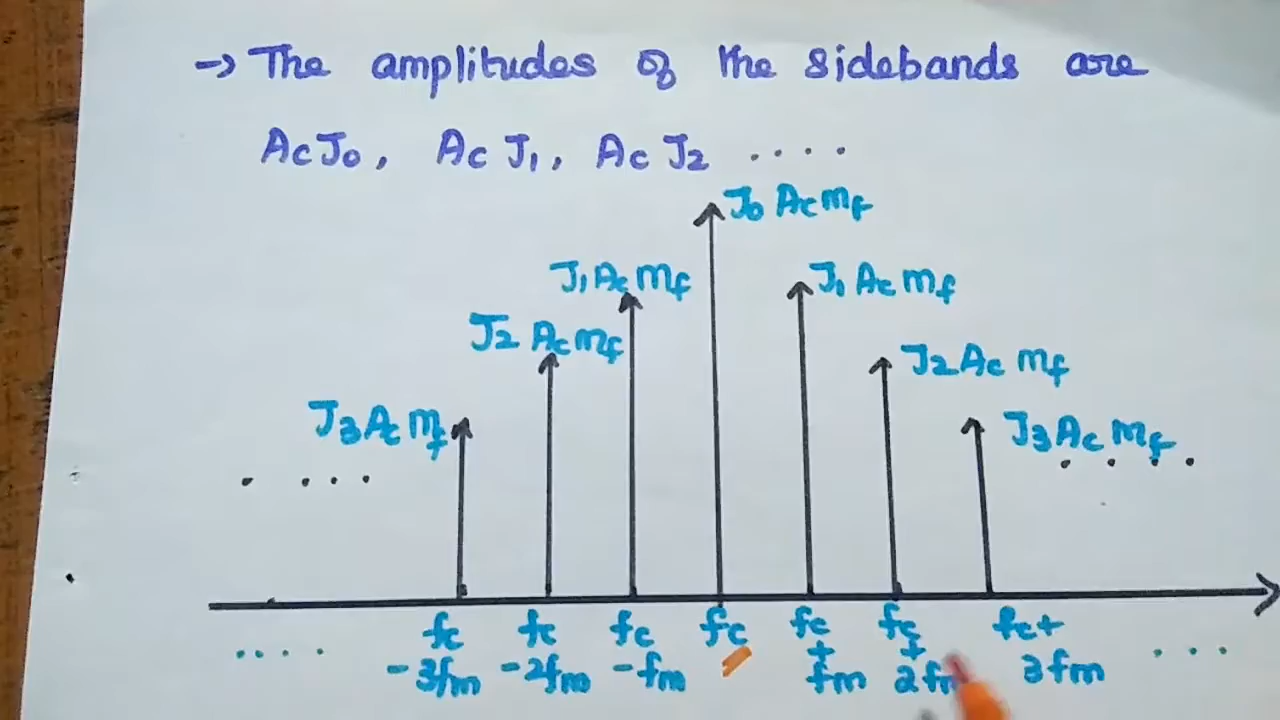 → The amplitudes of the sidebands are
AcJ0, AcJ1, AcJ2 ....
J0 Ac mf
J1 Ac mf J1 Ac mf
J2 Ac mf J2 Ac mf
J3 Ac mf J3 Ac mf
.... ....
.... fc -3fm fc -2fm fc -fm fc fc + fm fc + 2fm fc+ 3fm ...